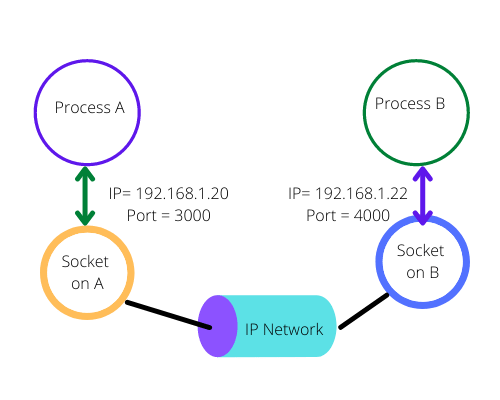 Process A
Process B
IP= 192.168.1.20
Port = 3000
IP= 192.168.1.22
Port = 4000
Socket
on A
Socket
on B
IP Network